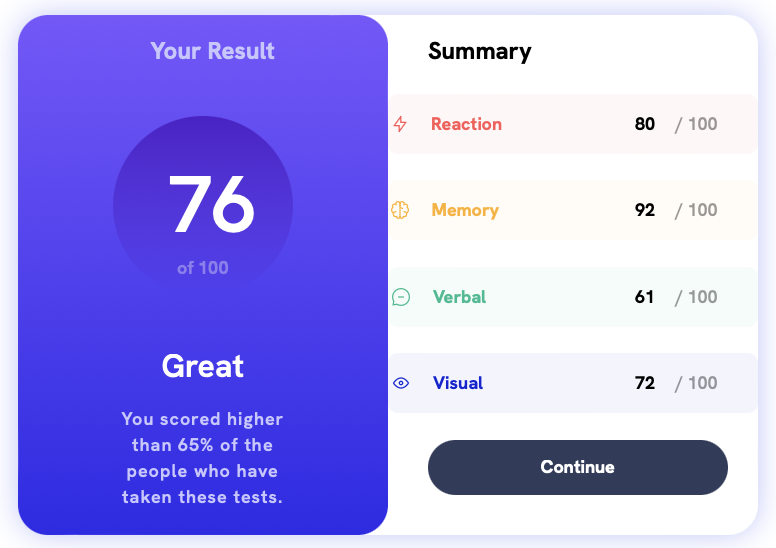 Your Result
76
of 100
Great
You scored higher
than 65% of the
people who have
taken these tests.
Summary
Reaction 80 / 100
Memory 92 / 100
Verbal 61 / 100
Visual 72 / 100
Continue